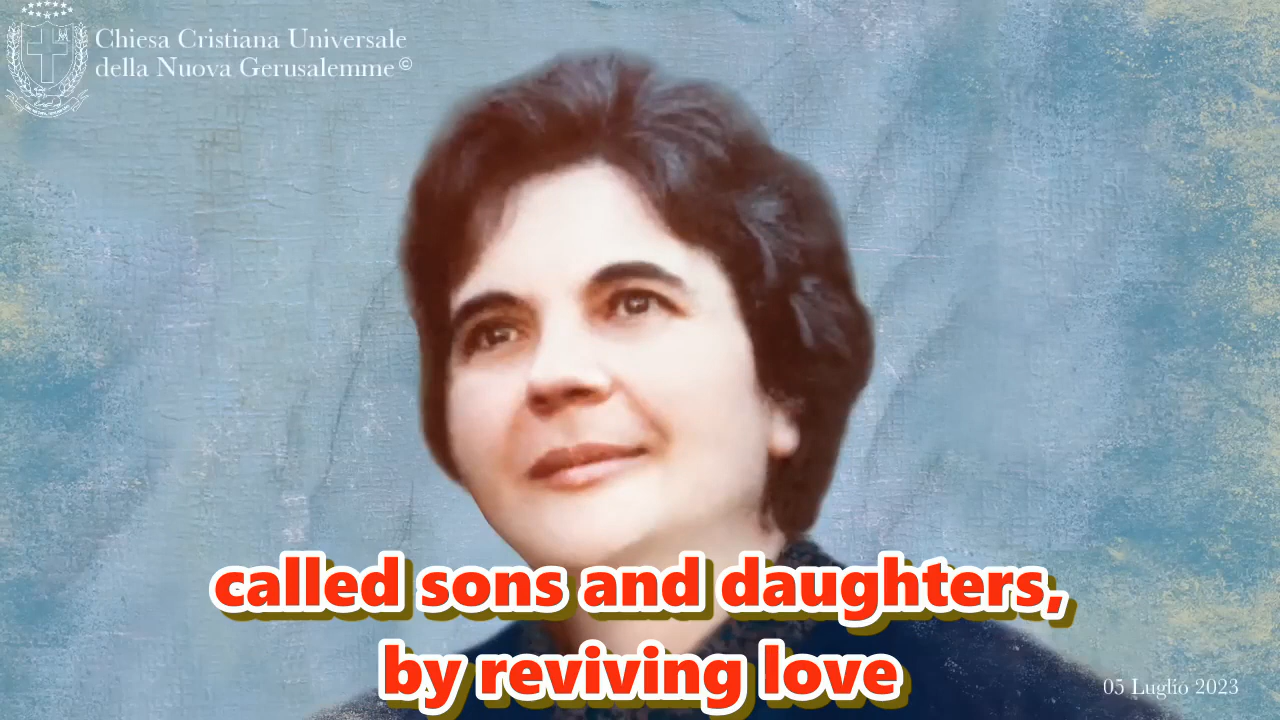 Chiesa Cristiana Universale
della Nuova Gerusalemme©
called sons and daughters,
by reviving love
05 Luglio 2023